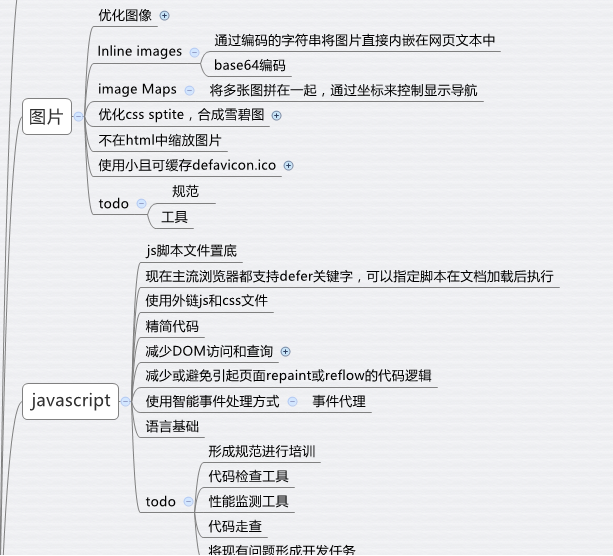 优化图像
Inline images
通过编码的字符串将图片直接内嵌在网页文本中
base64编码
image Maps
将多张图拼在一起，通过坐标来控制显示导航
图片
优化css sptite，合成雪碧图
不在html中缩放图片
使用小且可缓存defavicon.ico
todo
规范
工具
js脚本文件置底
现在主流浏览器都支持defer关键字，可以指定脚本在文档加载后执行
使用外链js和css文件
精简代码
减少DOM访问和查询
减少或避免引起页面repaint或reflow的代码逻辑
javascript
使用智能事件处理方式
事件代理
语言基础
todo
形成规范进行培训
代码检查工具
性能监测工具
代码走查
将现有问题形成开发任务